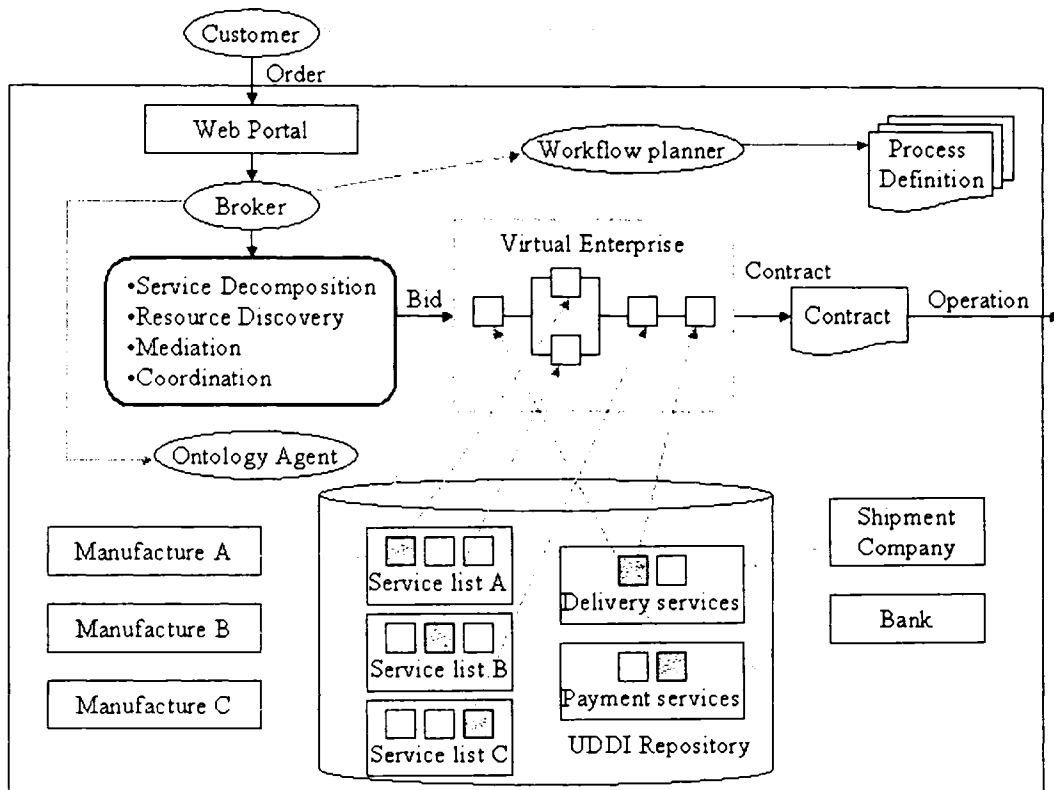 Customer
Order
Web Portal
Workflow planner
Process
Definition
Broker
Virtual Enterprise
•Service Decomposition
•Resource Discovery
•Mediation
•Coordination
Bid
Contract
Contract
Operation
Ontology Agent
Manufacture A
Manufacture B
Manufacture C
Service list A
Service list B
Service list C
Delivery services
Payment services
UDDI Repository
Shipment
Company
Bank